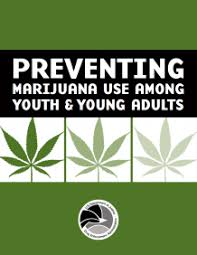 PREVENTING
MARIJUANA USE AMONG
YOUTH & YOUNG ADULTS